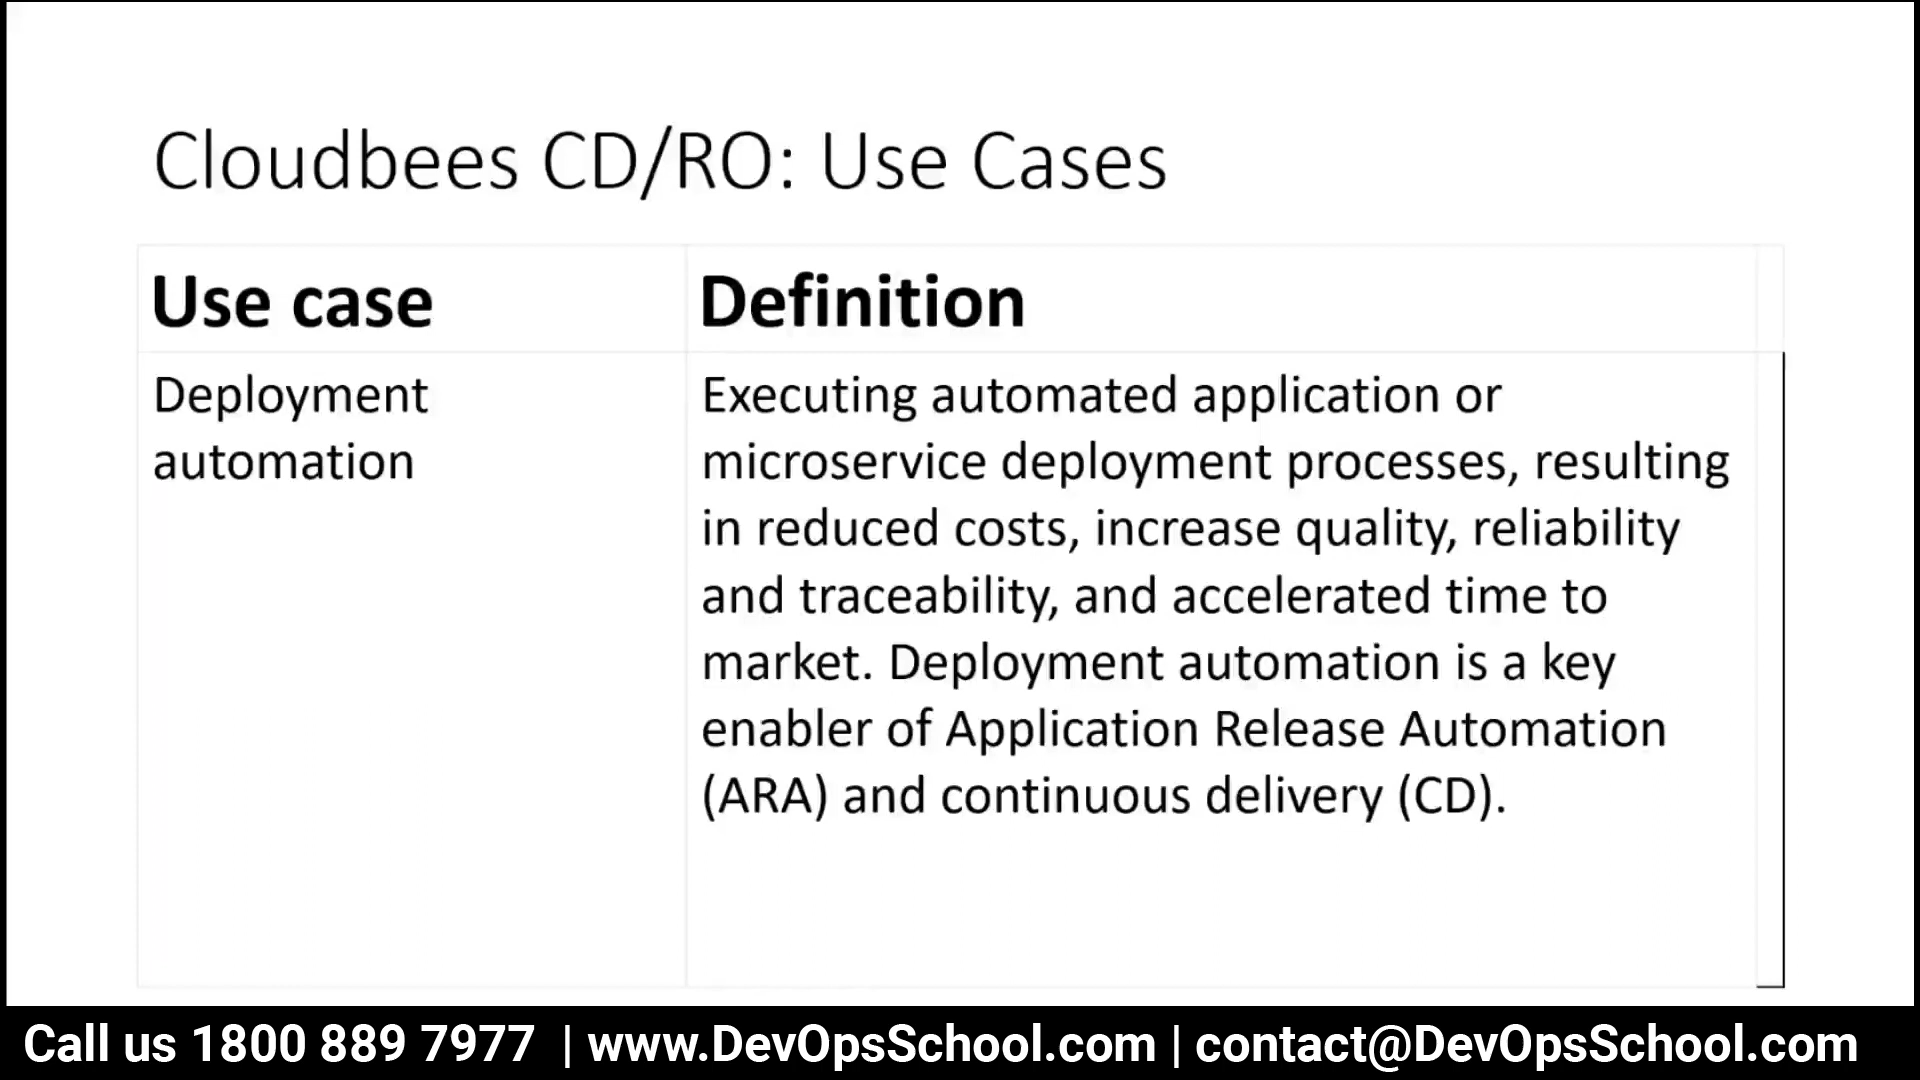 Cloudbees CD/RO: Use Cases
Use case
Definition
Deployment
automation
Executing automated application or
microservice deployment processes, resulting
in reduced costs, increase quality, reliability
and traceability, and accelerated time to
market. Deployment automation is a key
enabler of Application Release Automation
(ARA) and continuous delivery (CD).
Call us 1800 889 7977 | www.DevOpsSchool.com | contact@DevOpsSchool.com